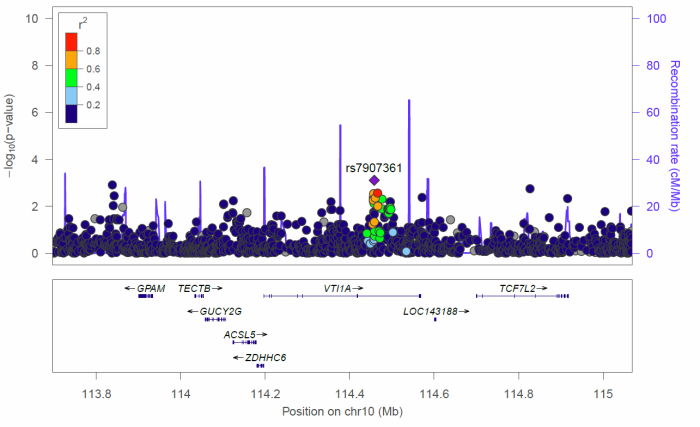 10
8
6
4
2
0
−log10(p−value)
r2
0.8
0.6
0.4
0.2
rs7907361
100
80
60
40
20
0
Recombination rate (cM/Mb)
←GPAM
TECTB→
VTI1A→
TCF7L2→
←GUCY2G
LOC143188→
ACSL5→
←ZDHHC6
113.8
114
114.2
114.4
114.6
114.8
115
Position on chr10 (Mb)